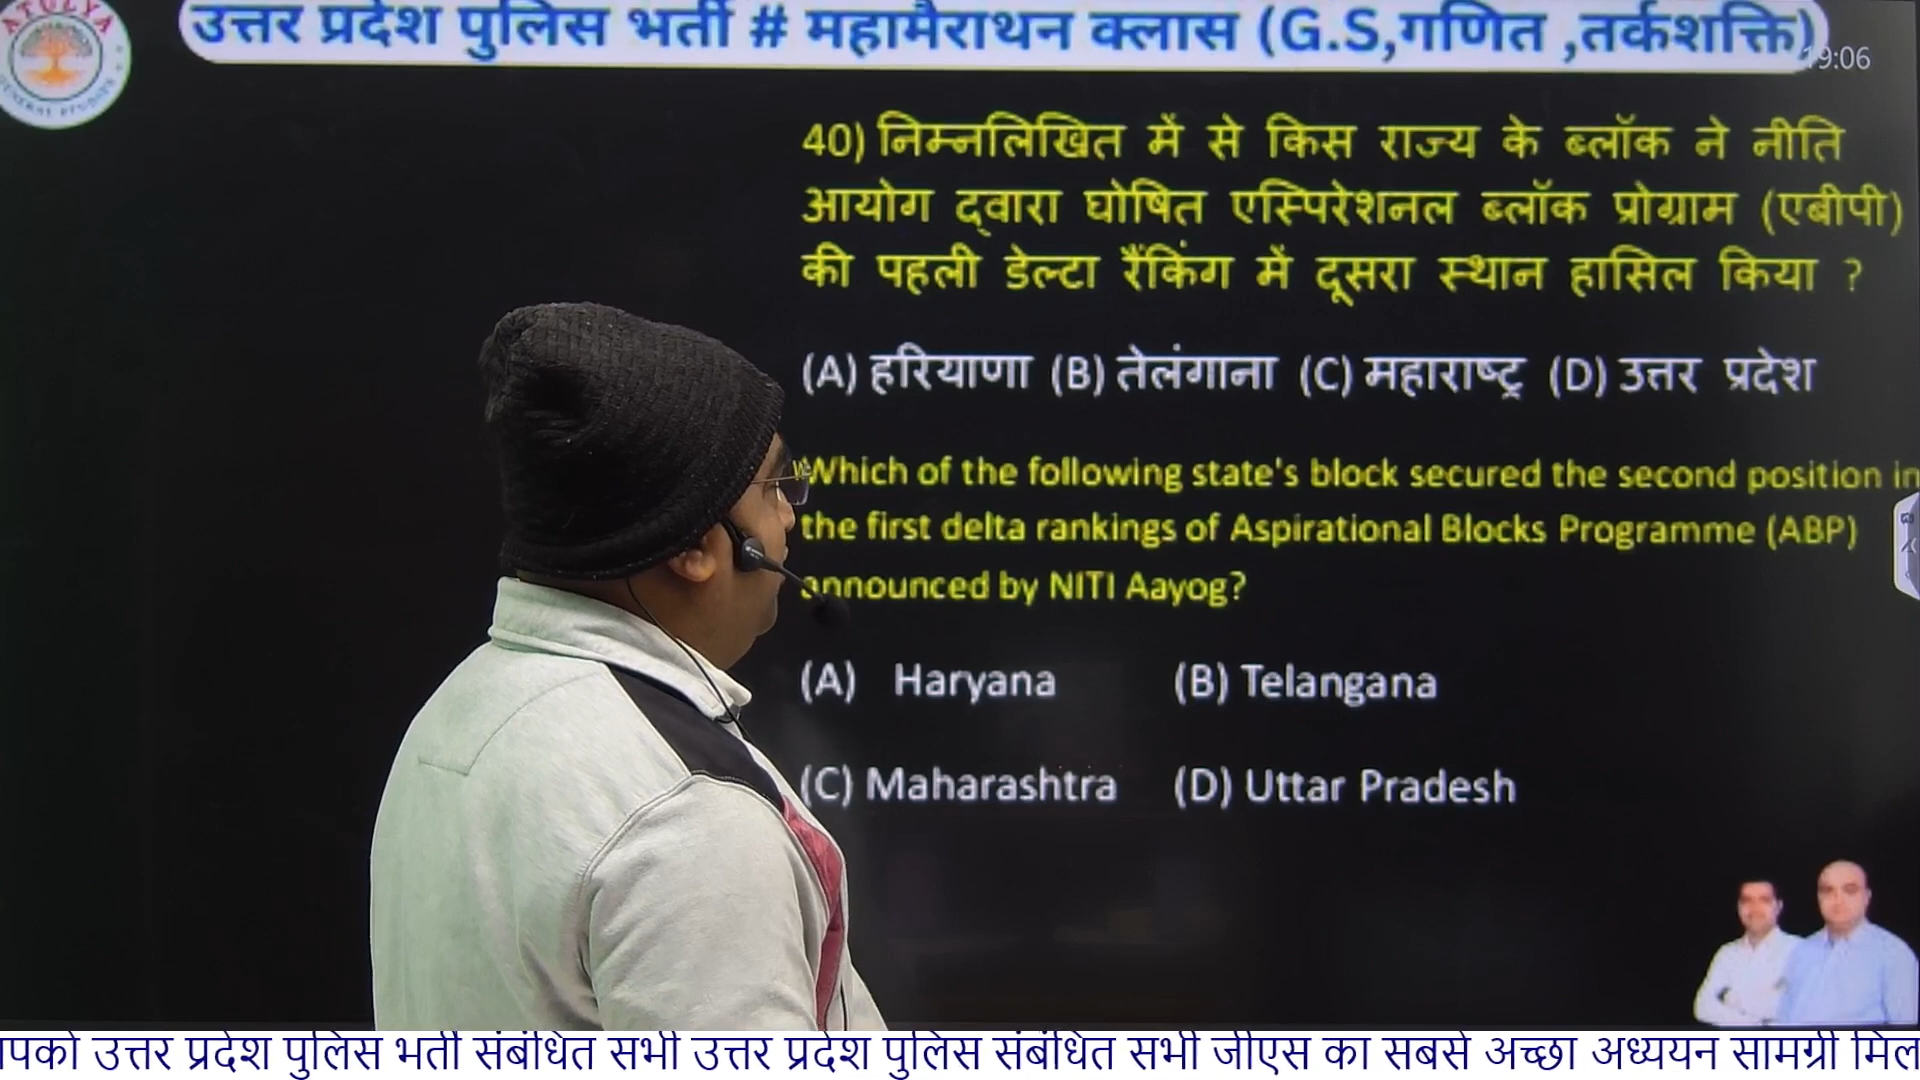 ATULYA
GENERAL STUDIES
उत्तर प्रदेश पुलिस भर्ती # महामैराथन क्लास (G.S,गणित ,तर्कशक्ति)
19:06
40) निम्नलिखित में से किस राज्य के ब्लॉक ने नीति
आयोग द्वारा घोषित एस्पिरेशनल ब्लॉक प्रोग्राम (एबीपी)
की पहली डेल्टा रैंकिंग में दूसरा स्थान हासिल किया ?
(A) हरियाणा (B) तेलंगाना (C) महाराष्ट्र (D) उत्तर प्रदेश
Which of the following state's block secured the second position in
the first delta rankings of Aspirational Blocks Programme (ABP)
announced by NITI Aayog?
(A) Haryana (B) Telangana
(C) Maharashtra (D) Uttar Pradesh
पको उत्तर प्रदेश पुलिस भर्ती संबंधित सभी उत्तर प्रदेश पुलिस संबंधित सभी जीएस का सबसे अच्छा अध्ययन सामग्री मिल